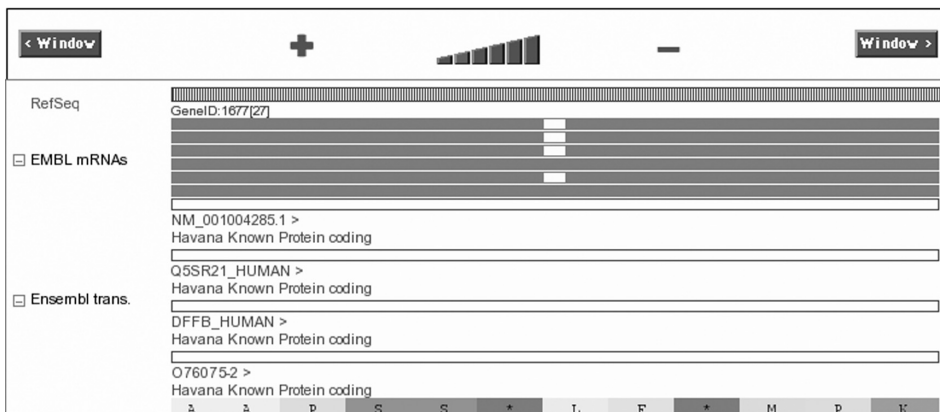 < Window
Window >
RefSeq
GeneID:1677[27]
EMBL mRNAs
NM_001004285.1 >
Havana Known Protein coding
Q5SR21_HUMAN >
Havana Known Protein coding
Ensembl trans.
DFFB_HUMAN >
Havana Known Protein coding
O76075-2 >
Havana Known Protein coding
A A P S S * L F * M P K